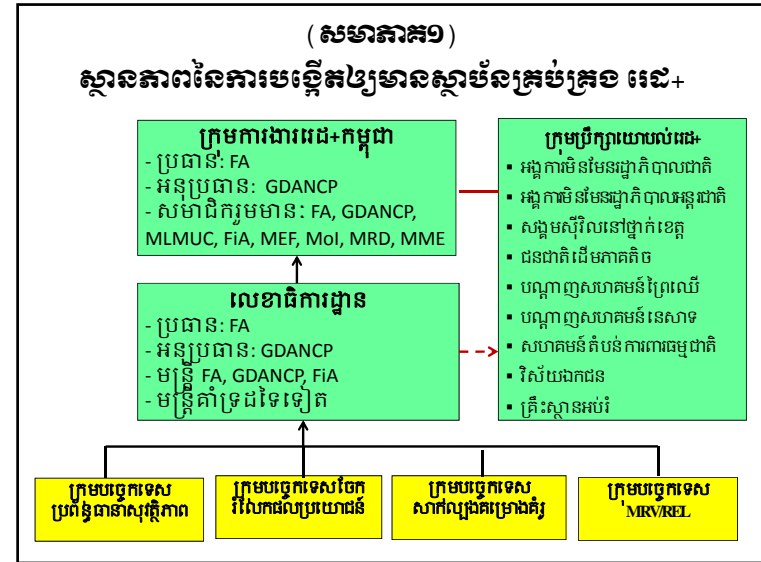 (សមាភាគ១)
ស្ថានភាពនៃការបង្កើតឲ្យមានស្ថាប័នគ្រប់គ្រង រេដ+
ក្រុមការងាររេដ+កម្ពុជា
- ប្រធាន: FA
- អនុប្រធាន: GDANCP
- សមាជិករួមមាន: FA, GDANCP,
MLMUC, FiA, MEF, MoI, MRD, MME
ក្រុមប្រឹក្សាយោបល់រេដ+
▪ អង្គការមិនមែនរដ្ឋាភិបាលជាតិ
▪ អង្គការមិនមែនរដ្ឋាភិបាលអន្តរជាតិ
▪ សង្គមស៊ីវិលនៅថ្នាក់ខេត្ត
▪ ជនជាតិដើមភាគតិច
▪ បណ្តាញសហគមន៍ព្រៃឈើ
▪ បណ្តាញសហគមន៍នេសាទ
▪ សហគមន៍តំបន់ការពារធម្មជាតិ
▪ វិស័យឯកជន
▪ គ្រឹះស្ថានអប់រំ
លេខាធិការដ្ឋាន
- ប្រធាន: FA
- អនុប្រធាន: GDANCP
- មន្ត្រី FA, GDANCP, FiA
- មន្ត្រីគាំទ្រដទៃទៀត
ក្រុមបច្ចេកទេស
ប្រព័ន្ធធានាសុវត្ថិភាព
ក្រុមបច្ចេកទេសចែក
រំលែកផលប្រយោជន៍
ក្រុមបច្ចេកទេស
សាកល្បងគម្រោងគំរូ
ក្រុមបច្ចេកទេស
MRV/REL